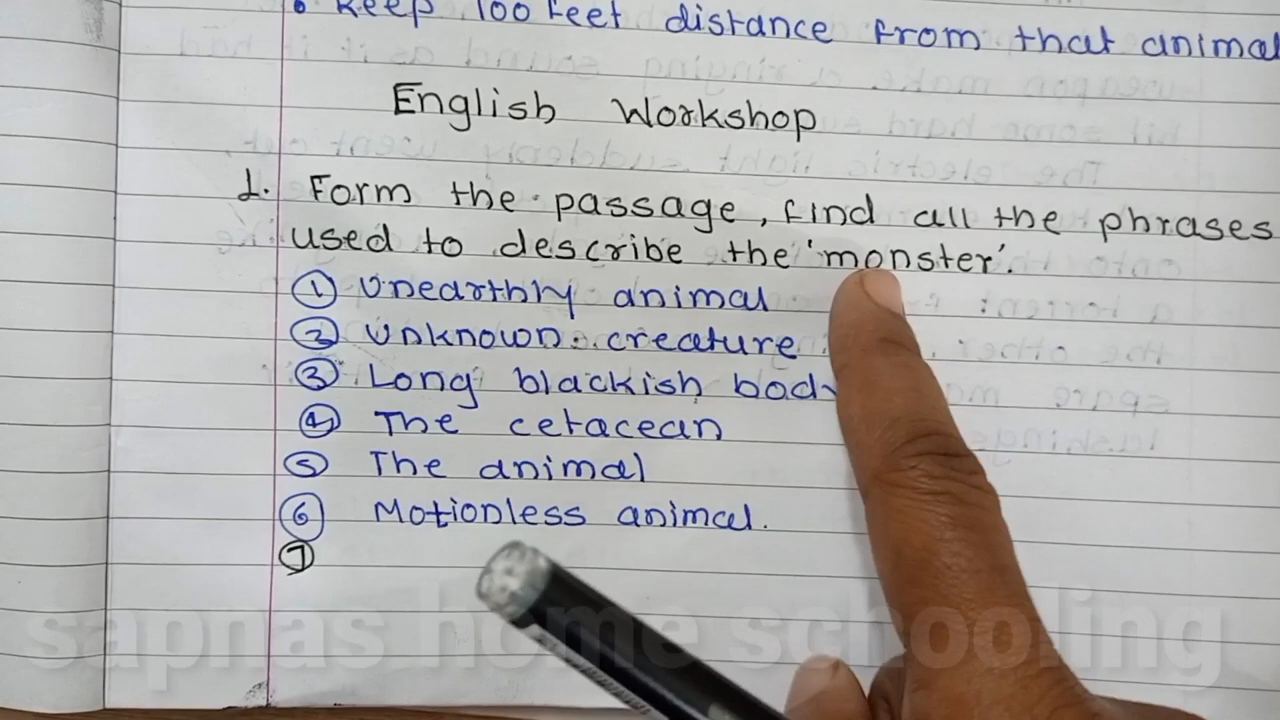 • Keep 100 feet distance from that animal
English Workshop
1. Form the passage, find all the phrases
used to describe the 'monster'.
① Unearthly animal
② Unknown creature
③ Long blackish body
④ The cetacean
⑤ The animal
⑥ Motionless animal.
⑦
sapnas home schooling